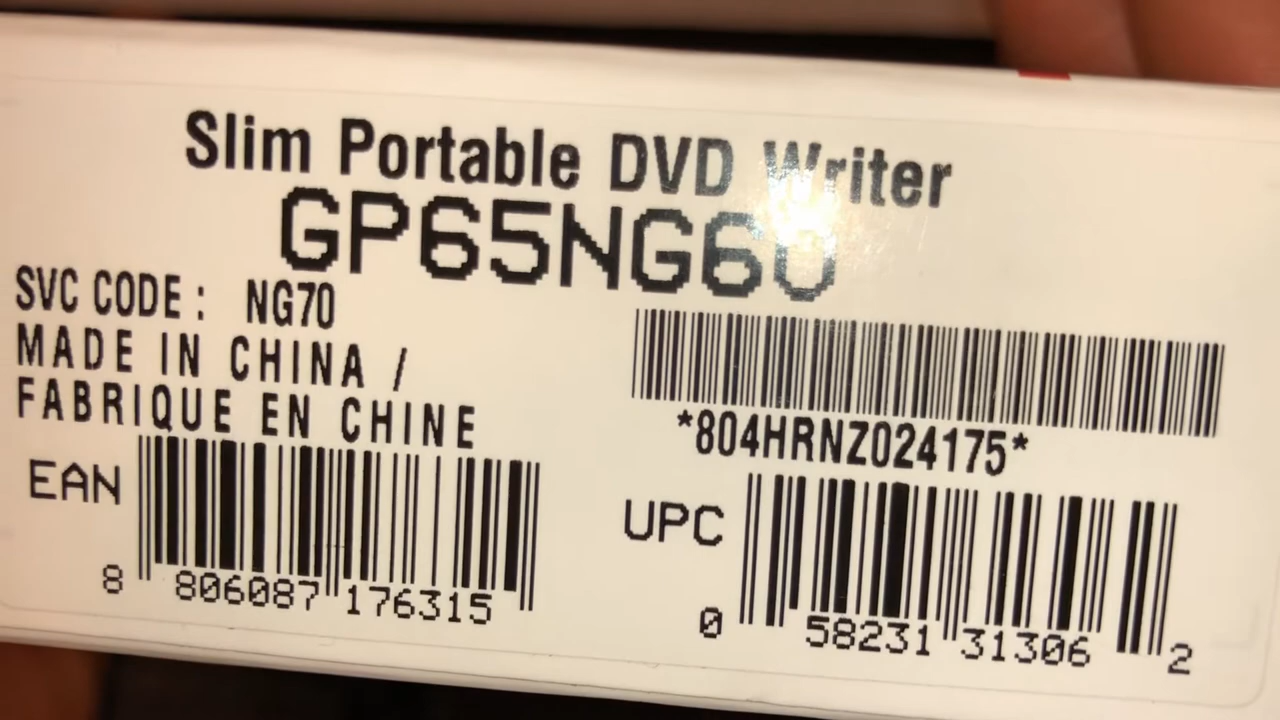 Slim Portable DVD Writer
GP65NG60
SVC CODE : NG70
MADE IN CHINA /
FABRIQUE EN CHINE
*804HRNZ024175*
EAN
8 806087 176315
UPC
0 58231 31306 2